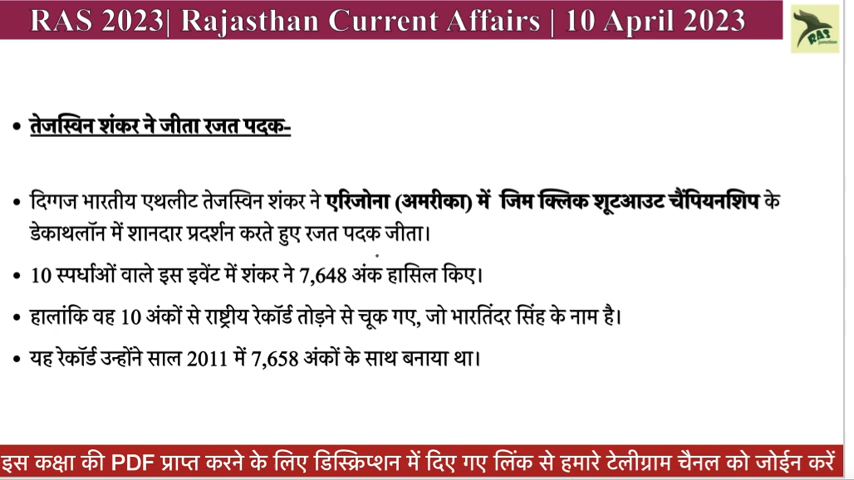 RAS 2023| Rajasthan Current Affairs | 10 April 2023
RAS
• तेजस्विन शंकर ने जीता रजत पदक-
• दिग्गज भारतीय एथलीट तेजस्विन शंकर ने एरिजोना (अमरीका) में जिम क्लिक शूटआउट चैंपियनशिप के
डेकाथलॉन में शानदार प्रदर्शन करते हुए रजत पदक जीता।
• 10 स्पर्धाओं वाले इस इवेंट में शंकर ने 7,648 अंक हासिल किए।
• हालांकि वह 10 अंकों से राष्ट्रीय रेकॉर्ड तोड़ने से चूक गए, जो भारतिंदर सिंह के नाम है।
• यह रेकॉर्ड उन्होंने साल 2011 में 7,658 अंकों के साथ बनाया था।
इस कक्षा की PDF प्राप्त करने के लिए डिस्क्रिप्शन में दिए गए लिंक से हमारे टेलीग्राम चैनल को जोईन करें